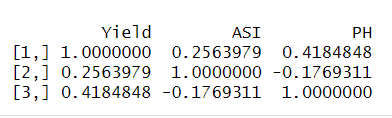 Yield ASI PH
[1,] 1.0000000 0.2563979 0.4184848
[2,] 0.2563979 1.0000000 -0.1769311
[3,] 0.4184848 -0.1769311 1.0000000